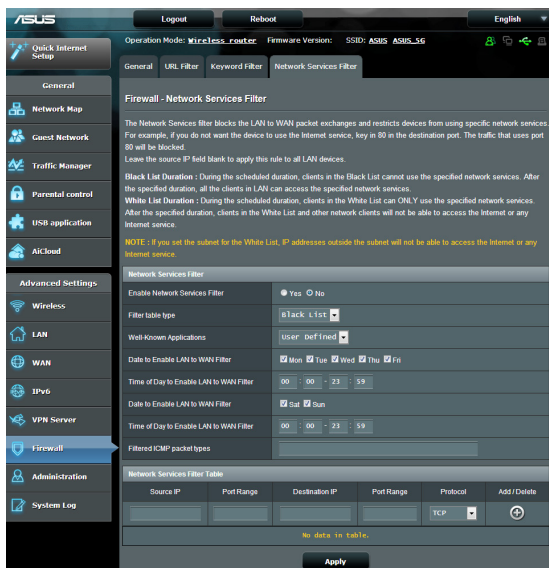 ASUS
Logout
Reboot
English
Operation Mode: Wireless router Firmware Version: SSID: ASUS ASUS_5G
Quick Internet
Setup
General
Network Map
Guest Network
Traffic Manager
Parental control
USB application
AiCloud
Advanced Settings
Wireless
LAN
WAN
IPv6
VPN Server
Firewall
Administration
System Log
General
URL Filter
Keyword Filter
Network Services Filter
Firewall - Network Services Filter
The Network Services filter blocks the LAN to WAN packet exchanges and restricts devices from using specific network services.
For example, if you do not want the device to use the Internet service, key in 80 in the destination port. The traffic that uses port
80 will be blocked.
Leave the source IP field blank to apply this rule to all LAN devices.
Black List Duration : During the scheduled duration, clients in the Black List cannot use the specified network services. After
the specified duration, all the clients in LAN can access the specified network services.
White List Duration : During the scheduled duration, clients in the White List can ONLY use the specified network services.
After the specified duration, clients in the White List and other network clients will not be able to access the Internet or any
Internet service.
NOTE : If you set the subnet for the White List, IP addresses outside the subnet will not be able to access the Internet or any
Internet service.
Network Services Filter
Enable Network Services Filter
Yes No
Filter table type
Black List
Well-Known Applications
User Defined
Date to Enable LAN to WAN Filter
Mon Tue Wed Thu Fri
Time of Day to Enable LAN to WAN Filter
00 : 00 - 23 : 59
Date to Enable LAN to WAN Filter
Sat Sun
Time of Day to Enable LAN to WAN Filter
00 : 00 - 23 : 59
Filtered ICMP packet types
Network Services Filter Table
Source IP Port Range Destination IP Port Range Protocol Add / Delete
TCP
No data in table.
Apply